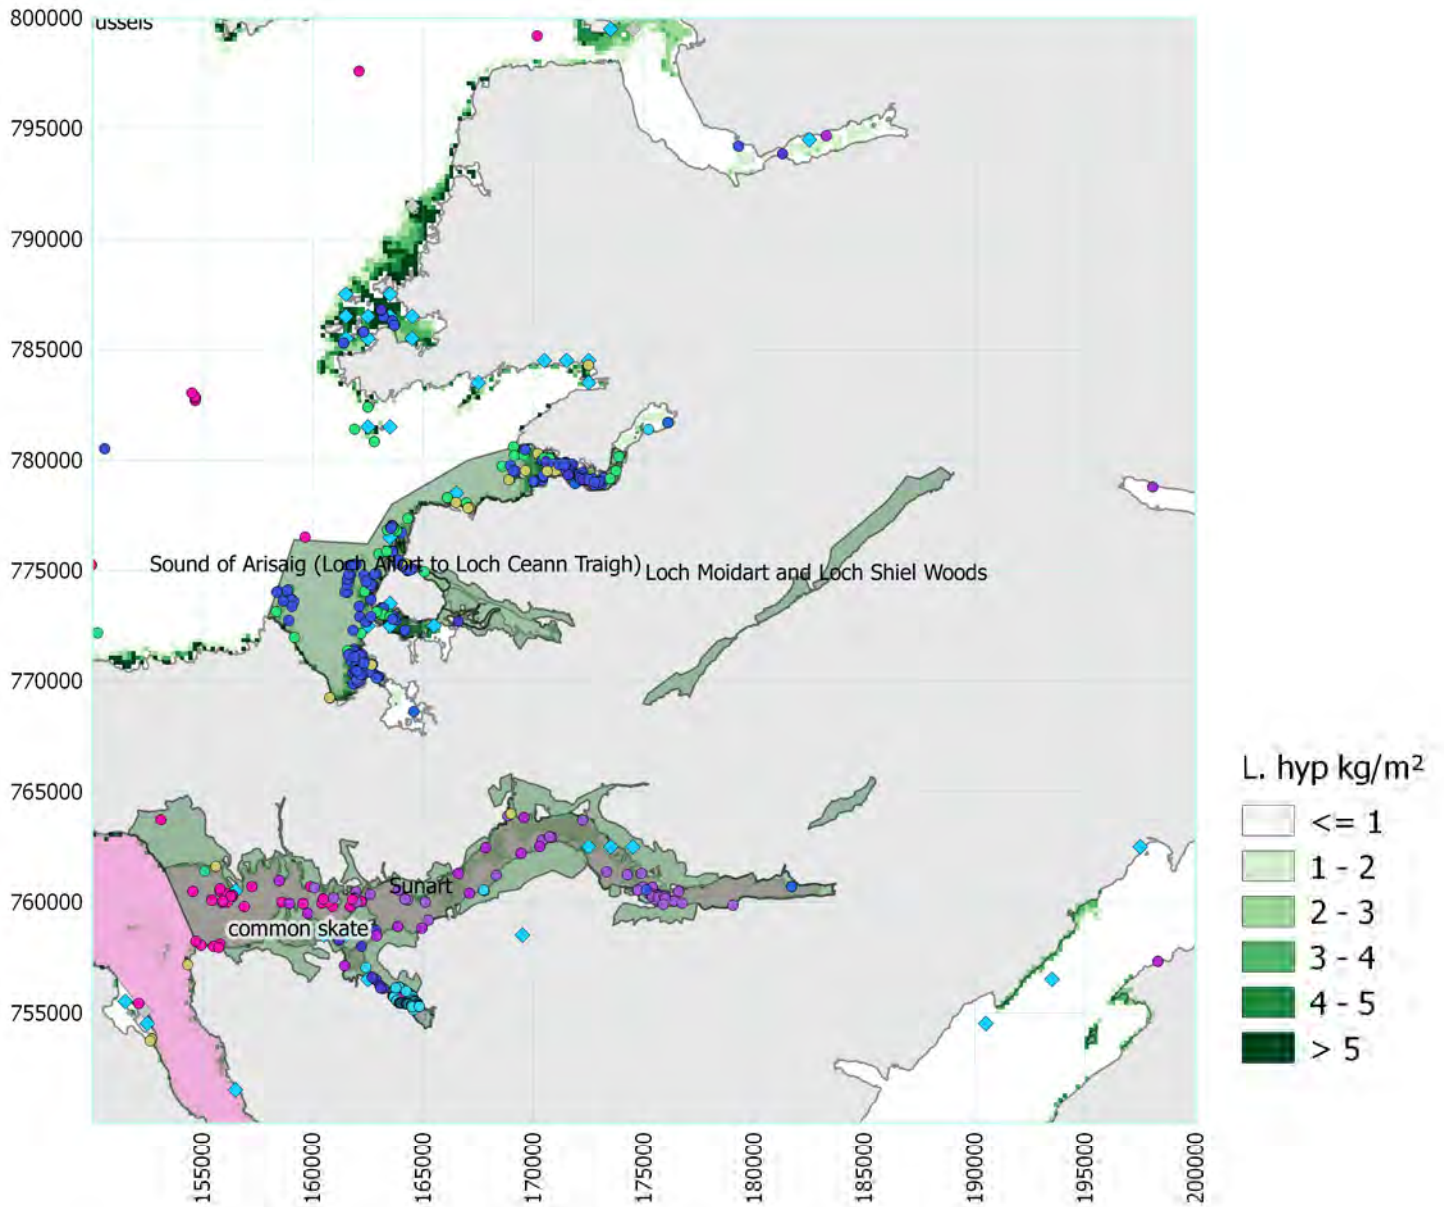 800000
ussels
795000
790000
785000
780000
775000
770000
765000
760000
755000
Sound of Arisaig (Loch Ailort to Loch Ceann Traigh)
Loch Moidart and Loch Shiel Woods
Sunart
common skate
L. hyp kg/m²
<= 1
1 - 2
2 - 3
3 - 4
4 - 5
> 5
155000
160000
165000
170000
175000
180000
185000
190000
195000
200000